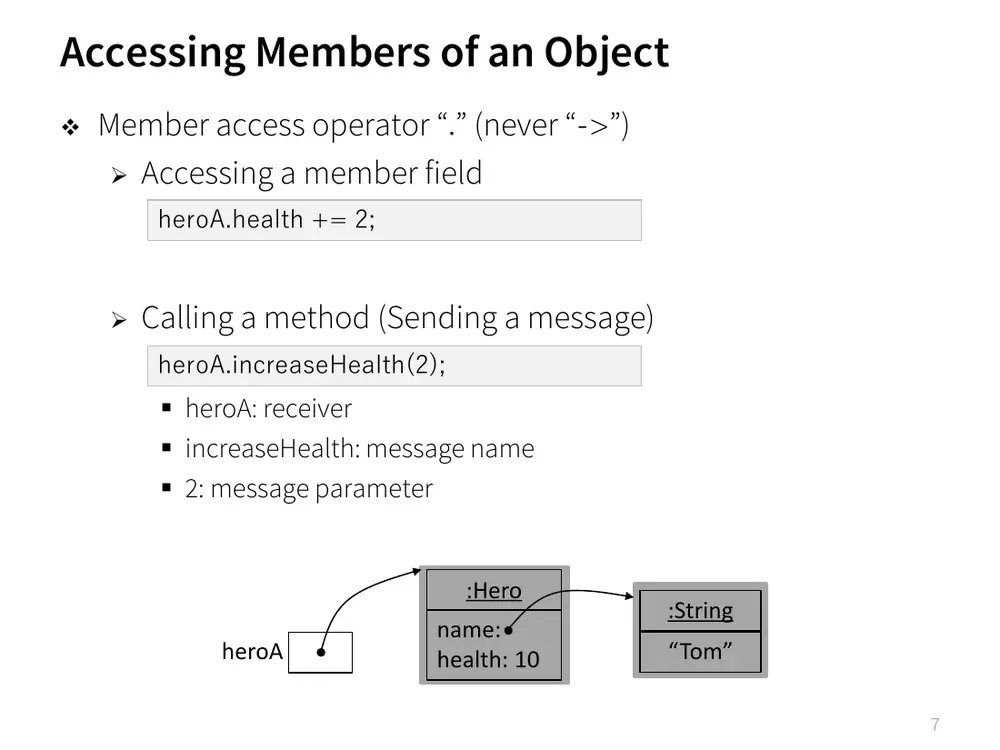 Accessing Members of an Object
❖ Member access operator “.” (never “->”)
➢ Accessing a member field
heroA.health += 2;
➢ Calling a method (Sending a message)
heroA.increaseHealth(2);
▪ heroA: receiver
▪ increaseHealth: message name
▪ 2: message parameter
heroA
:Hero
name:
health: 10
:String
“Tom”
7